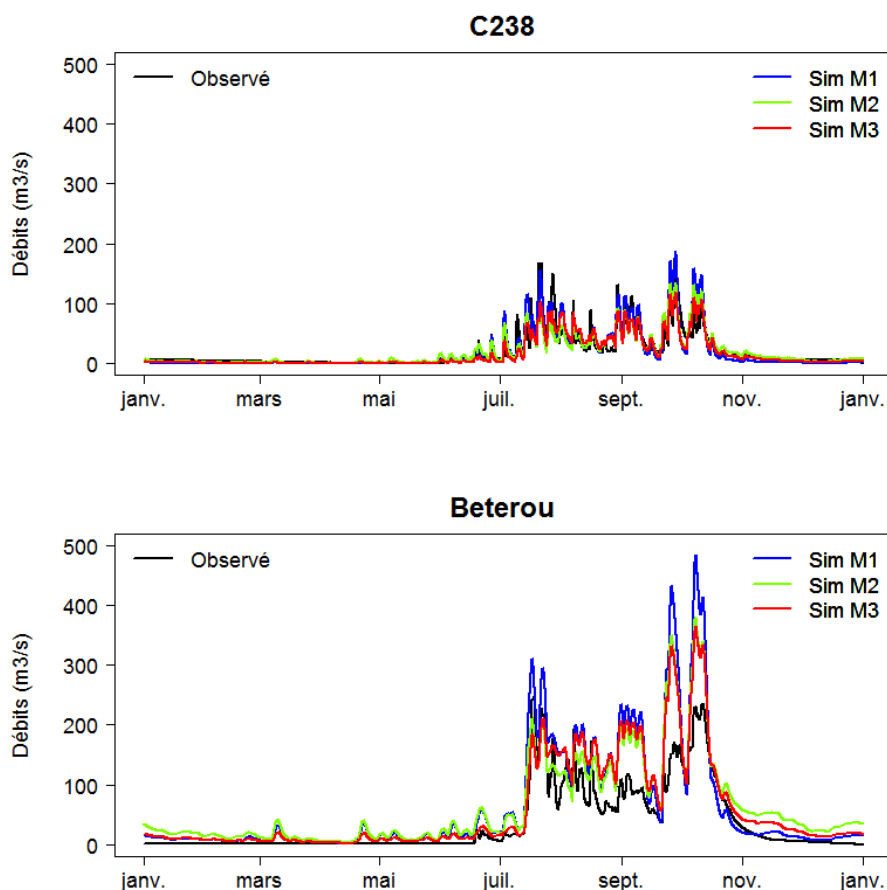 C238
Débits (m3/s)
500
400
300
200
100
0
Observé
Sim M1
Sim M2
Sim M3
janv. mars mai juil. sept. nov. janv.
Beterou
Débits (m3/s)
500
400
300
200
100
0
Observé
Sim M1
Sim M2
Sim M3
janv. mars mai juil. sept. nov. janv.